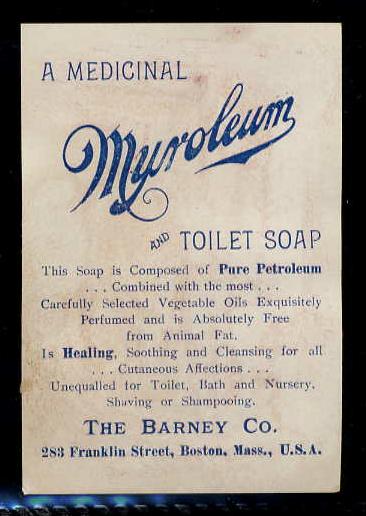 A MEDICINAL
Myroleum
AND TOILET SOAP
This Soap is Composed of Pure Petroleum
. . . Combined with the most . . .
Carefully Selected Vegetable Oils Exquisitely
Perfumed and is Absolutely Free
from Animal Fat.
Is Healing, Soothing and Cleansing for all
. . . Cutaneous Affections . . .
Unequalled for Toilet, Bath and Nursery,
Shaving or Shampooing.
THE BARNEY CO.
283 Franklin Street, Boston, Mass., U.S.A.